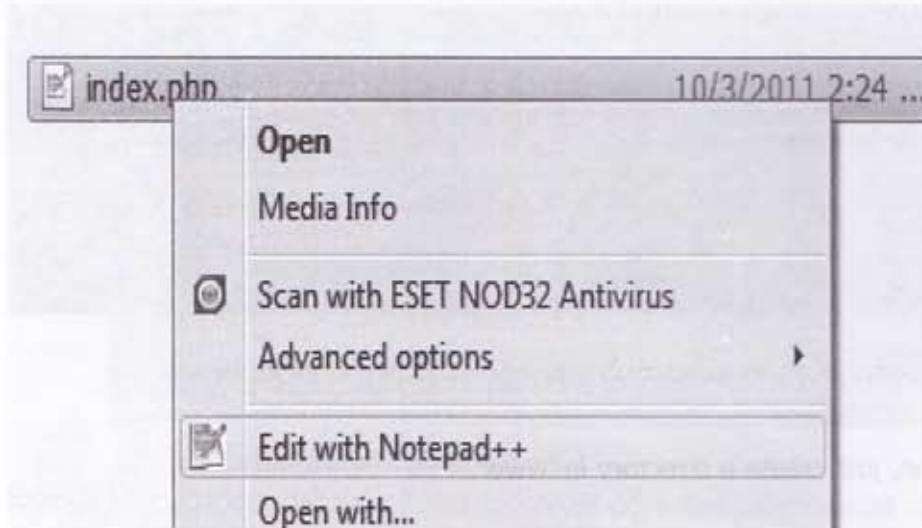 index.php 10/3/2011 2:24 ...
Open
Media Info
Scan with ESET NOD32 Antivirus
Advanced options
Edit with Notepad++
Open with...